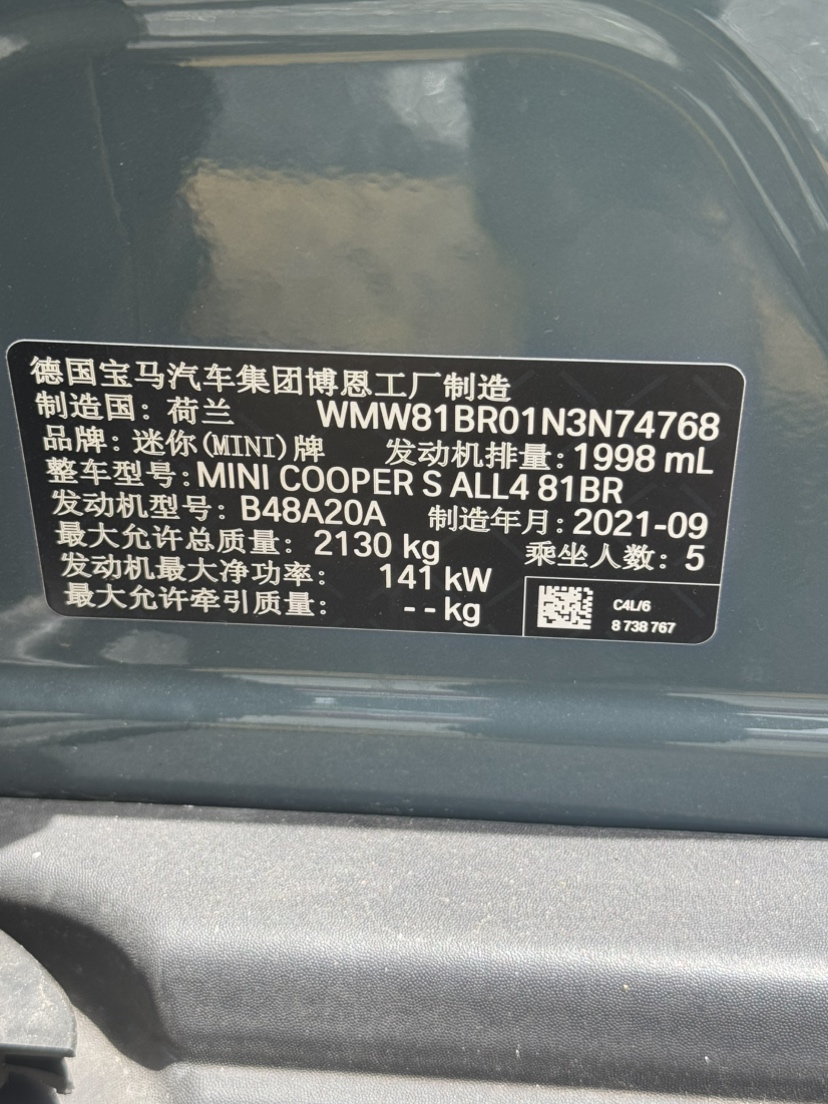 德国宝马汽车集团博恩工厂制造
制造国：荷兰 WMW81BR01N3N74768
品牌：迷你(MINI)牌 发动机排量：1998 mL
整车型号：MINI COOPER S ALL4 81BR
发动机型号：B48A20A 制造年月：2021-09
最大允许总质量：2130 kg 乘坐人数：5
发动机最大净功率：141 kW
最大允许牵引质量：--kg
C4L/6
8 738 767